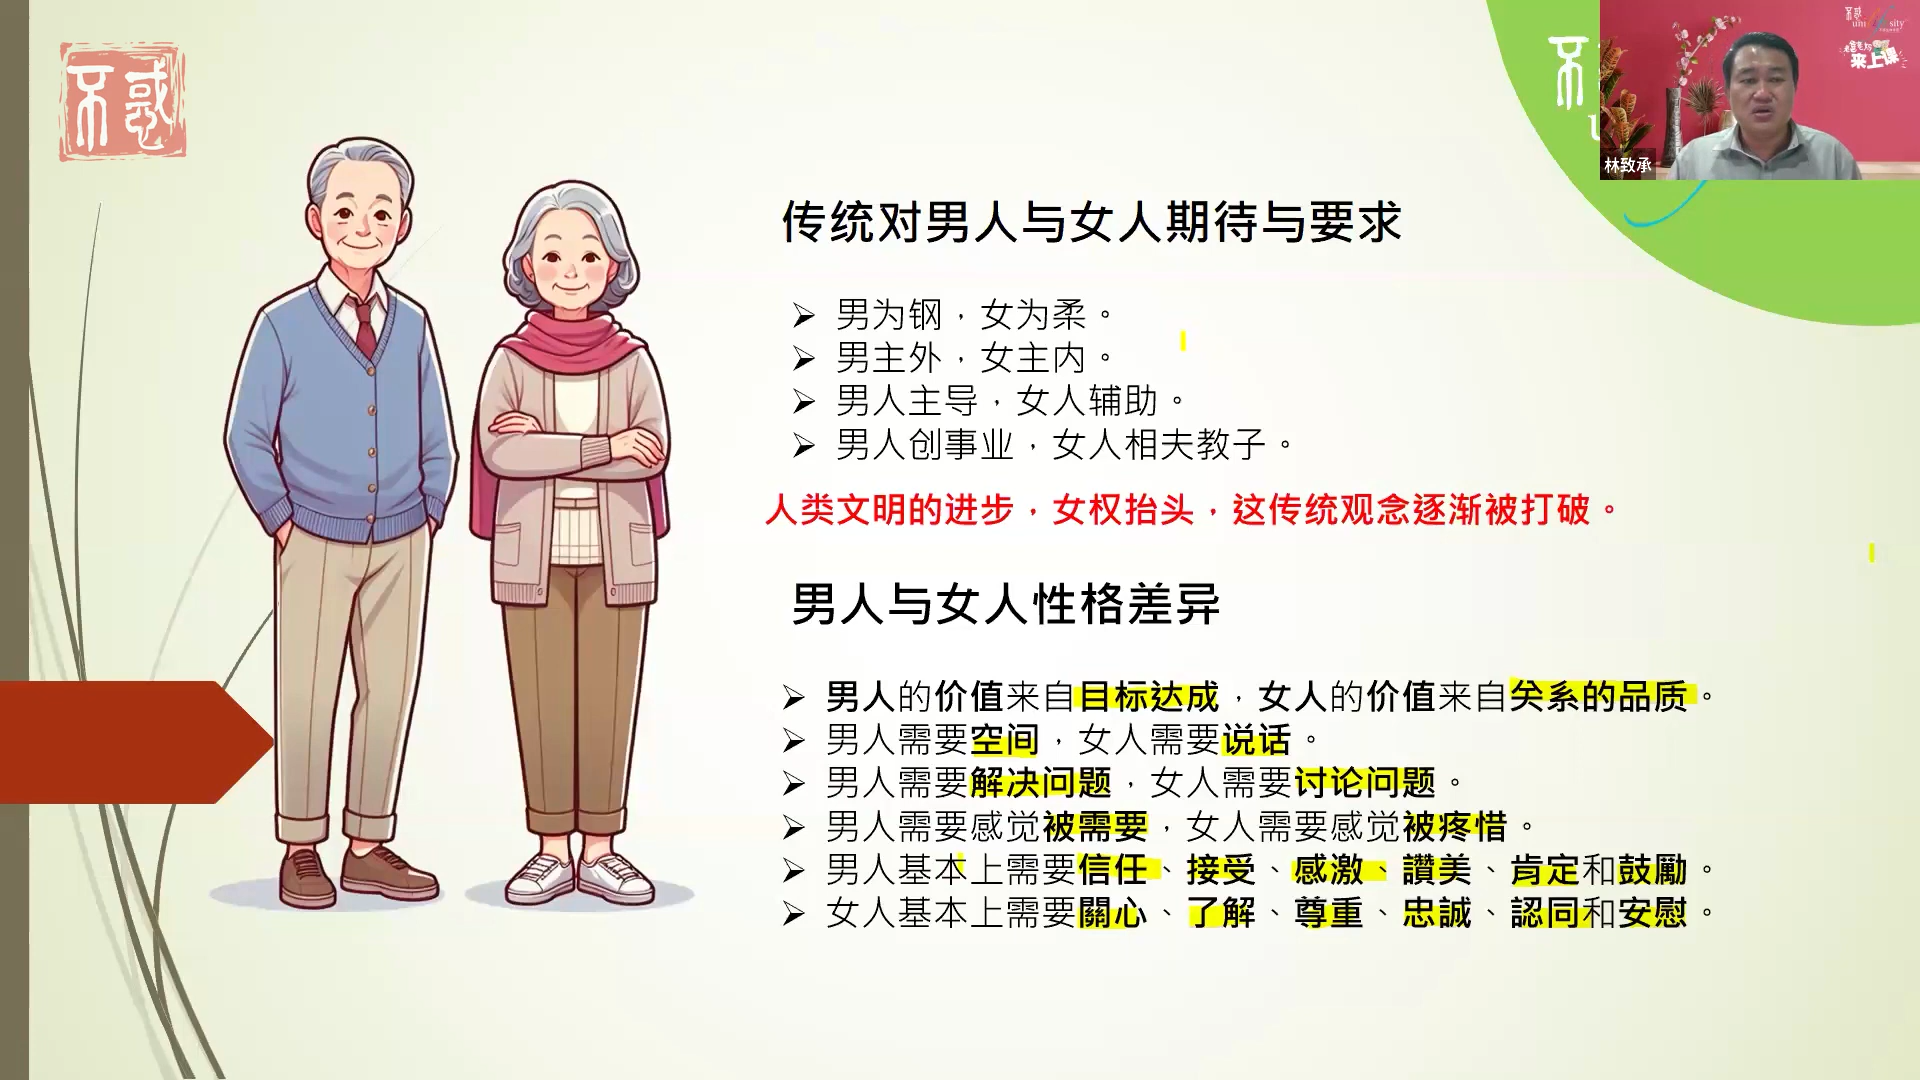 不惑
不
不惑
uni sity
来上课
林致承
传统对男人与女人期待与要求
➢ 男为钢，女为柔。
➢ 男主外，女主内。
➢ 男人主导，女人辅助。
➢ 男人创事业，女人相夫教子。
人类文明的进步，女权抬头，这传统观念逐渐被打破。
男人与女人性格差异
➢ 男人的价值来自目标达成，女人的价值来自关系的品质。
➢ 男人需要空间，女人需要说话。
➢ 男人需要解决问题，女人需要讨论问题。
➢ 男人需要感觉被需要，女人需要感觉被疼惜。
➢ 男人基本上需要信任、接受、感激、讚美、肯定和鼓勵。
➢ 女人基本上需要關心、了解、尊重、忠誠、認同和安慰。